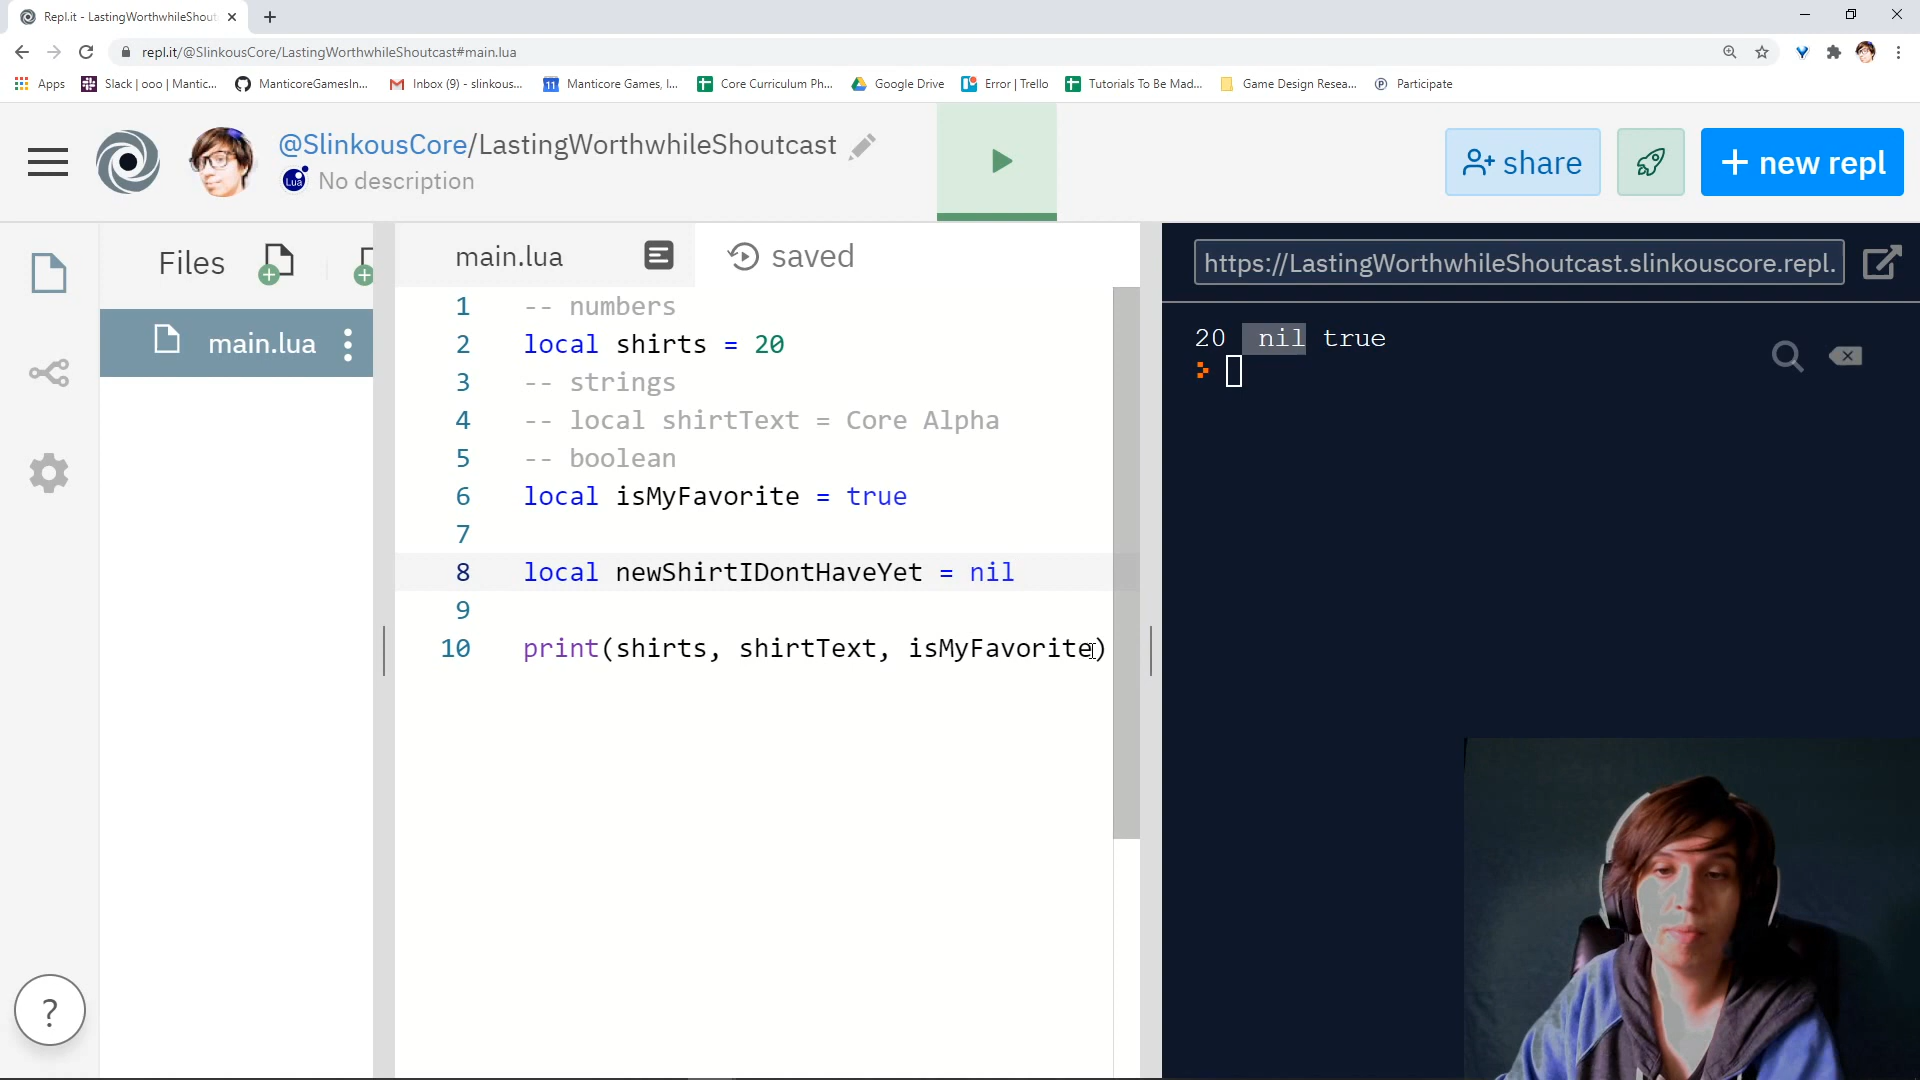 Repl.it - LastingWorthwhileShout
repl.it/@SlinkousCore/LastingWorthwhileShoutcast#main.lua
Apps
Slack | ooo | Mantic...
ManticoreGamesIn...
Inbox (9) - slinkous...
11
Manticore Games, I...
Core Curriculum Ph...
Google Drive
Error | Trello
Tutorials To Be Mad...
Game Design Resea...
Participate
@SlinkousCore/LastingWorthwhileShoutcast
Lua No description
share
+ new repl
Files
main.lua
main.lua
saved
1 -- numbers
2 local shirts = 20
3 -- strings
4 -- local shirtText = Core Alpha
5 -- boolean
6 local isMyFavorite = true
7
8 local newShirtIDontHaveYet = nil
9
10 print(shirts, shirtText, isMyFavorite)
https://LastingWorthwhileShoutcast.slinkouscore.repl.
20 nil true
?